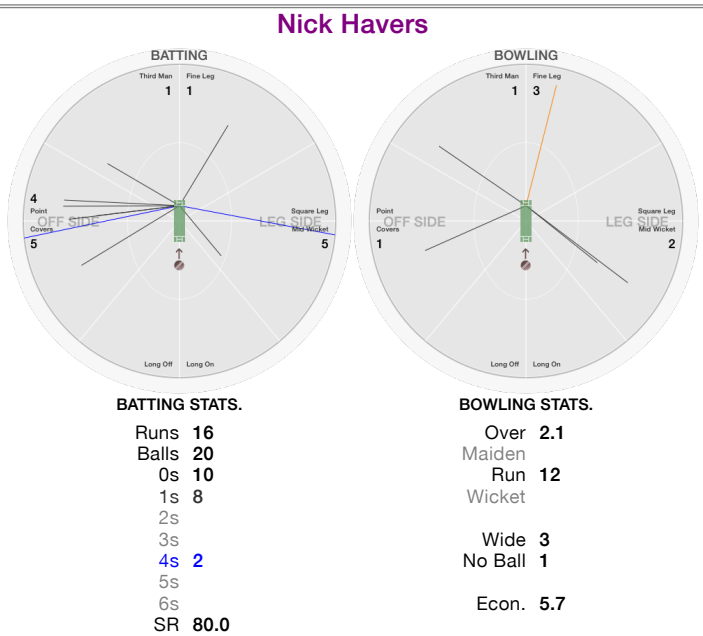 Nick Havers
BATTING
Third Man Fine Leg
1 1
4
Point
OFF SIDE
Covers
5
Square Leg
LEG SIDE
Mid Wicket
5
Long Off Long On
BATTING STATS.
Runs 16
Balls 20
0s 10
1s 8
2s
3s
4s 2
5s
6s
SR 80.0
BOWLING
Third Man Fine Leg
1 3
Point
OFF SIDE
Covers
1
Square Leg
LEG SIDE
Mid Wicket
2
Long Off Long On
BOWLING STATS.
Over 2.1
Maiden
Run 12
Wicket
Wide 3
No Ball 1
Econ. 5.7